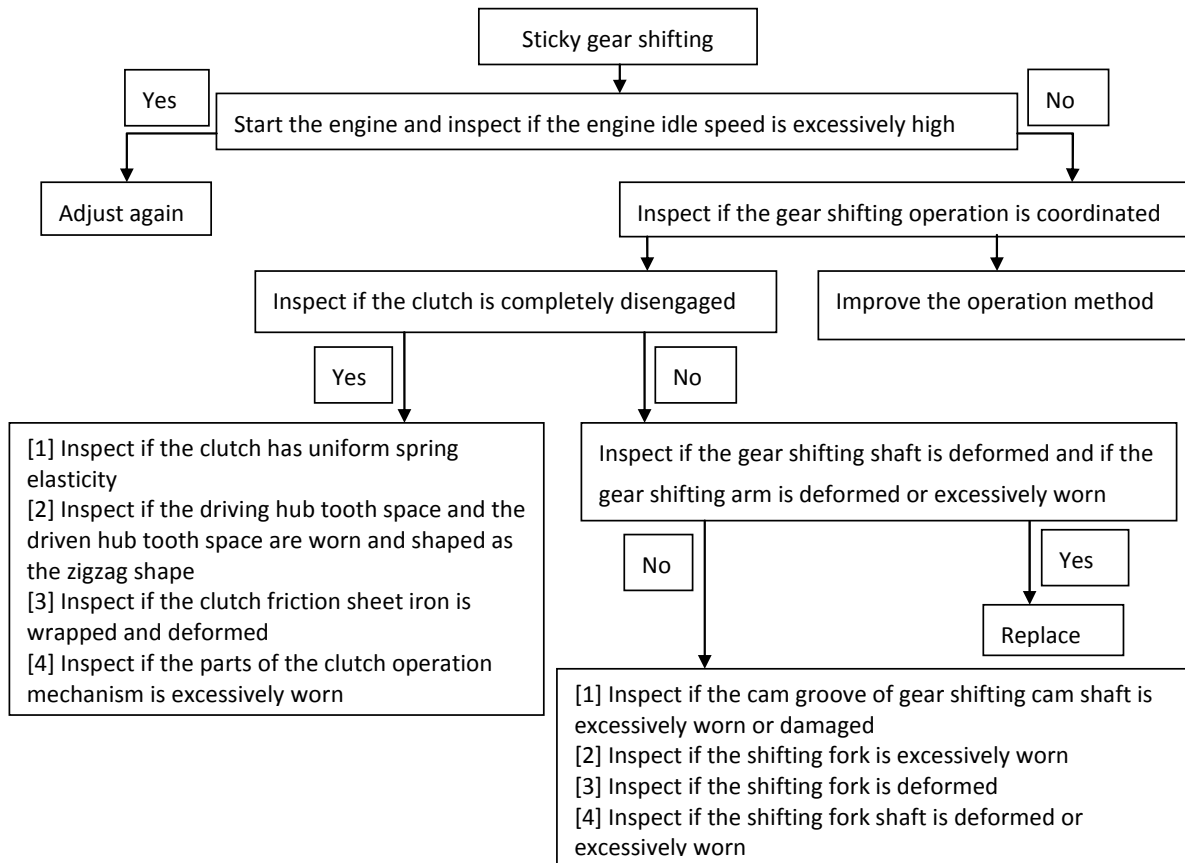 Sticky gear shifting
Yes
No
Start the engine and inspect if the engine idle speed is excessively high
Adjust again
Inspect if the gear shifting operation is coordinated
Inspect if the clutch is completely disengaged
Improve the operation method
Yes
No
[1] Inspect if the clutch has uniform spring
elasticity
[2] Inspect if the driving hub tooth space and the
driven hub tooth space are worn and shaped as
the zigzag shape
[3] Inspect if the clutch friction sheet iron is
wrapped and deformed
[4] Inspect if the parts of the clutch operation
mechanism is excessively worn
Inspect if the gear shifting shaft is deformed and if the
gear shifting arm is deformed or excessively worn
No
Yes
Replace
[1] Inspect if the cam groove of gear shifting cam shaft is
excessively worn or damaged
[2] Inspect if the shifting fork is excessively worn
[3] Inspect if the shifting fork is deformed
[4] Inspect if the shifting fork shaft is deformed or
excessively worn